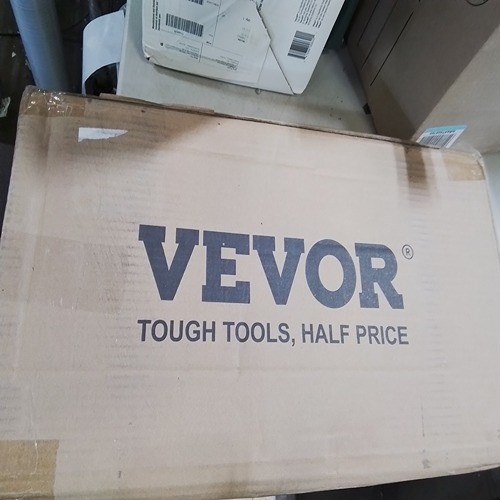 VEVOR®
TOUGH TOOLS, HALF PRICE